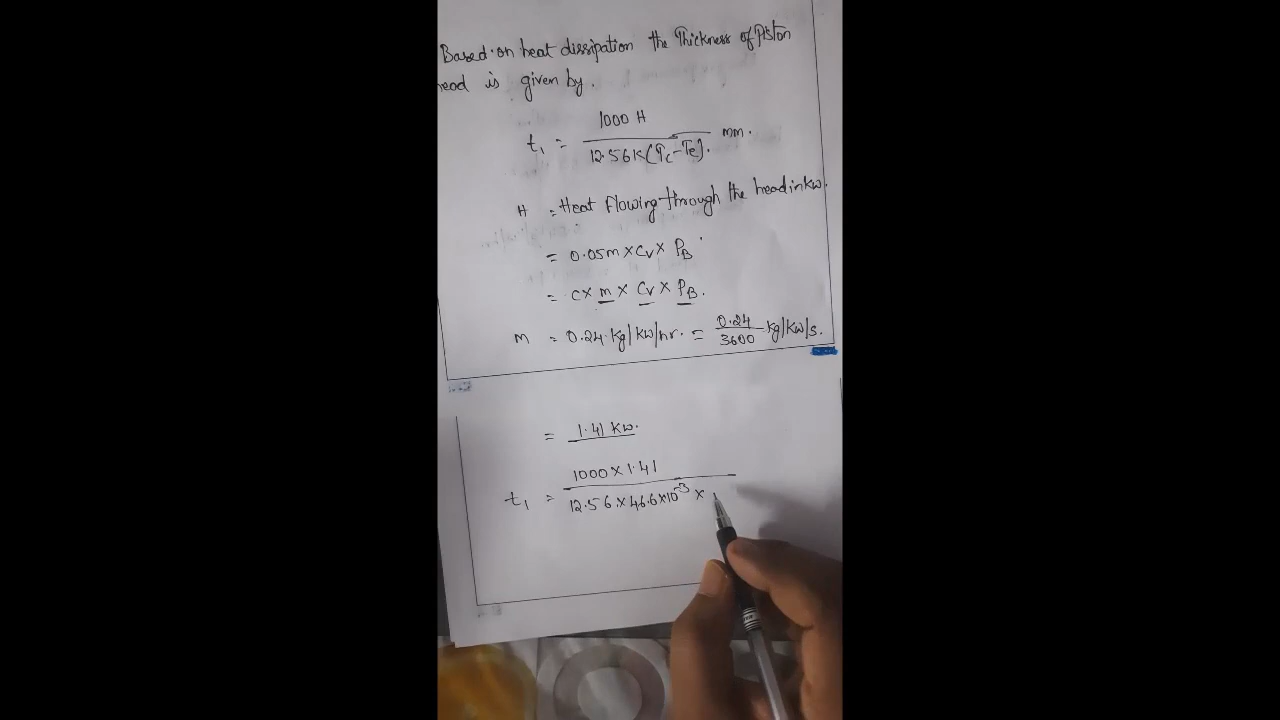 Based on heat dissipation the Thickness of Piston
head is given by.
1000 H
t₁ = ———— mm.
12.56K(Tc-Te).
H = Heat flowing through the head in kw.
= 0.05m × Cv × PB
= C × m × Cv × PB.
m = 0.24 kg/kw/hr. = 0.24/3600 kg/kw/s.
= 1.41 kw.
1000 × 1.41
t₁ = ————
12.56 × 46.6×10⁻³ ×